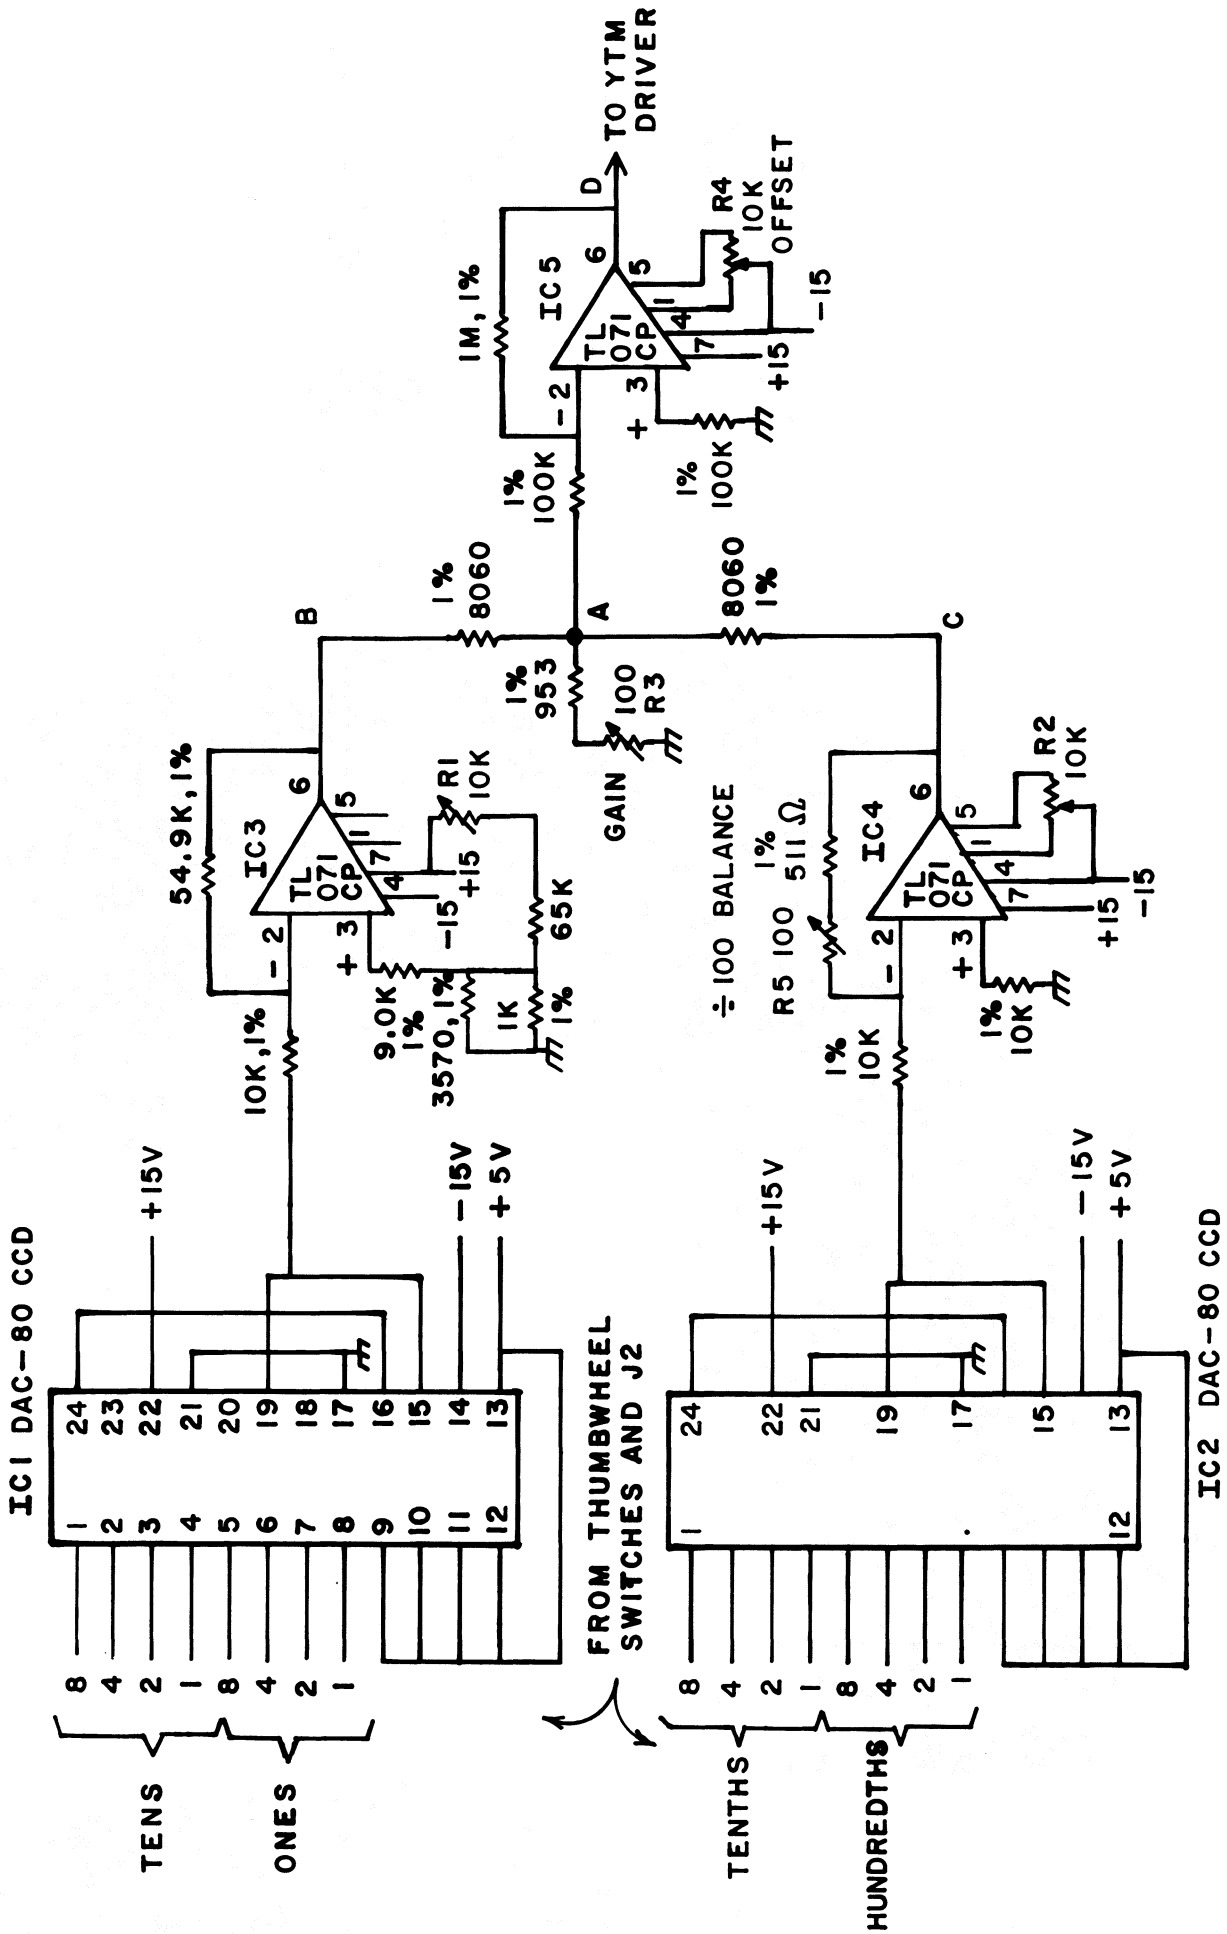 IC1 DAC-80 CCD
TENS
ONES
8
4
2
1
8
4
2
1
1
2
3
4
5
6
7
8
9
10
11
12
24
23
22
21
20
19
18
17
16
15
14
13
+15V
-15V
+5V
10K,1%
54.9K,1%
IC3
TL
071
CP
- 2
+ 3
6
5
1
7
4
-15
+15
R1
10K
65K
9.0K
1%
3570,1%
1K
1%
B
1%
8060
1%
953
100
R3
GAIN
A
8060
1%
C
1%
100K
1M,1%
IC5
TL
071
CP
- 2
+ 3
6
5
1
4
7
+15
-15
R4
10K
OFFSET
1%
100K
D
TO YTM
DRIVER
FROM THUMBWHEEL
SWITCHES AND J2
TENTHS
HUNDREDTHS
8
4
2
1
8
4
2
1
1
12
24
22
21
19
17
15
13
+15V
-15V
+5V
IC2 DAC-80 CCD
1%
10K
÷100 BALANCE
R5 100
1%
511 Ω
IC4
TL
071
CP
- 2
+ 3
6
5
1
4
7
+15
-15
R2
10K
1%
10K